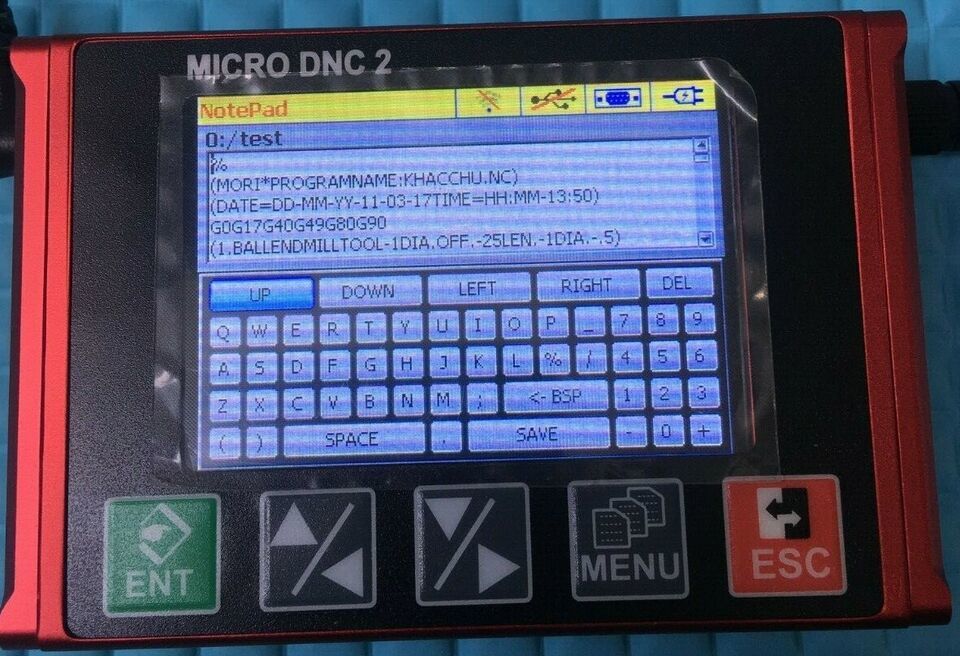 MICRO DNC 2
NotePad
0:/test
%
(MORI*PROGRAMNAME:KHACCHU.NC)
(DATE=DD-MM-YY-11-03-17TIME=HH:MM-13:50)
G0G17G40G49G80G90
(1.BALLENDMILLTOOL-1DIA.OFF.-25LEN.-1DIA.-.5)
UP DOWN LEFT RIGHT DEL
Q W E R T Y U I O P _ 7 8 9
A S D F G H J K L % / 4 5 6
Z X C V B N M ; <- BSP 1 2 3
( ) SPACE . SAVE - 0 +
ENT MENU ESC